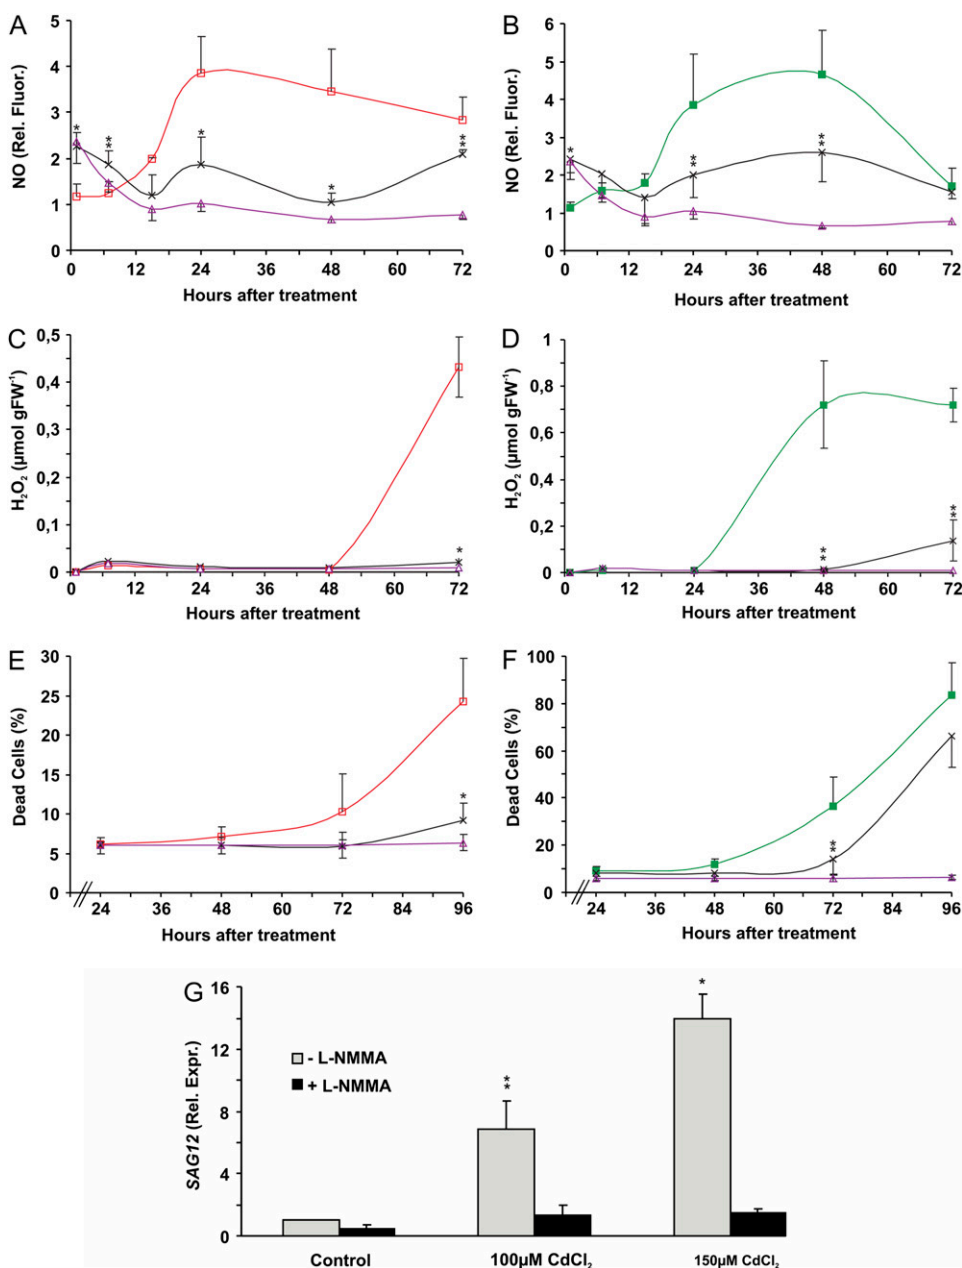 A
NO (Rel. Fluor.)
5
4
3
2
1
0
* ** * * **
0 12 24 36 48 60 72
Hours after treatment
B
NO (Rel. Fluor.)
6
5
4
3
2
1
0
* ** **
0 12 24 36 48 60 72
Hours after treatment
C
H₂O₂ (µmol gFW⁻¹)
0,5
0,4
0,3
0,2
0,1
0
*
0 12 24 36 48 60 72
Hours after treatment
D
H₂O₂ (µmol gFW⁻¹)
1
0,8
0,6
0,4
0,2
0
** **
0 12 24 36 48 60 72
Hours after treatment
E
Dead Cells (%)
30
25
20
15
10
5
0
*
24 36 48 60 72 84 96
Hours after treatment
F
Dead Cells (%)
100
80
60
40
20
0
**
24 36 48 60 72 84 96
Hours after treatment
G
SAG12 (Rel. Expr.)
16
12
8
4
0
- L-NMMA
+ L-NMMA
** *
Control 100µM CdCl₂ 150µM CdCl₂